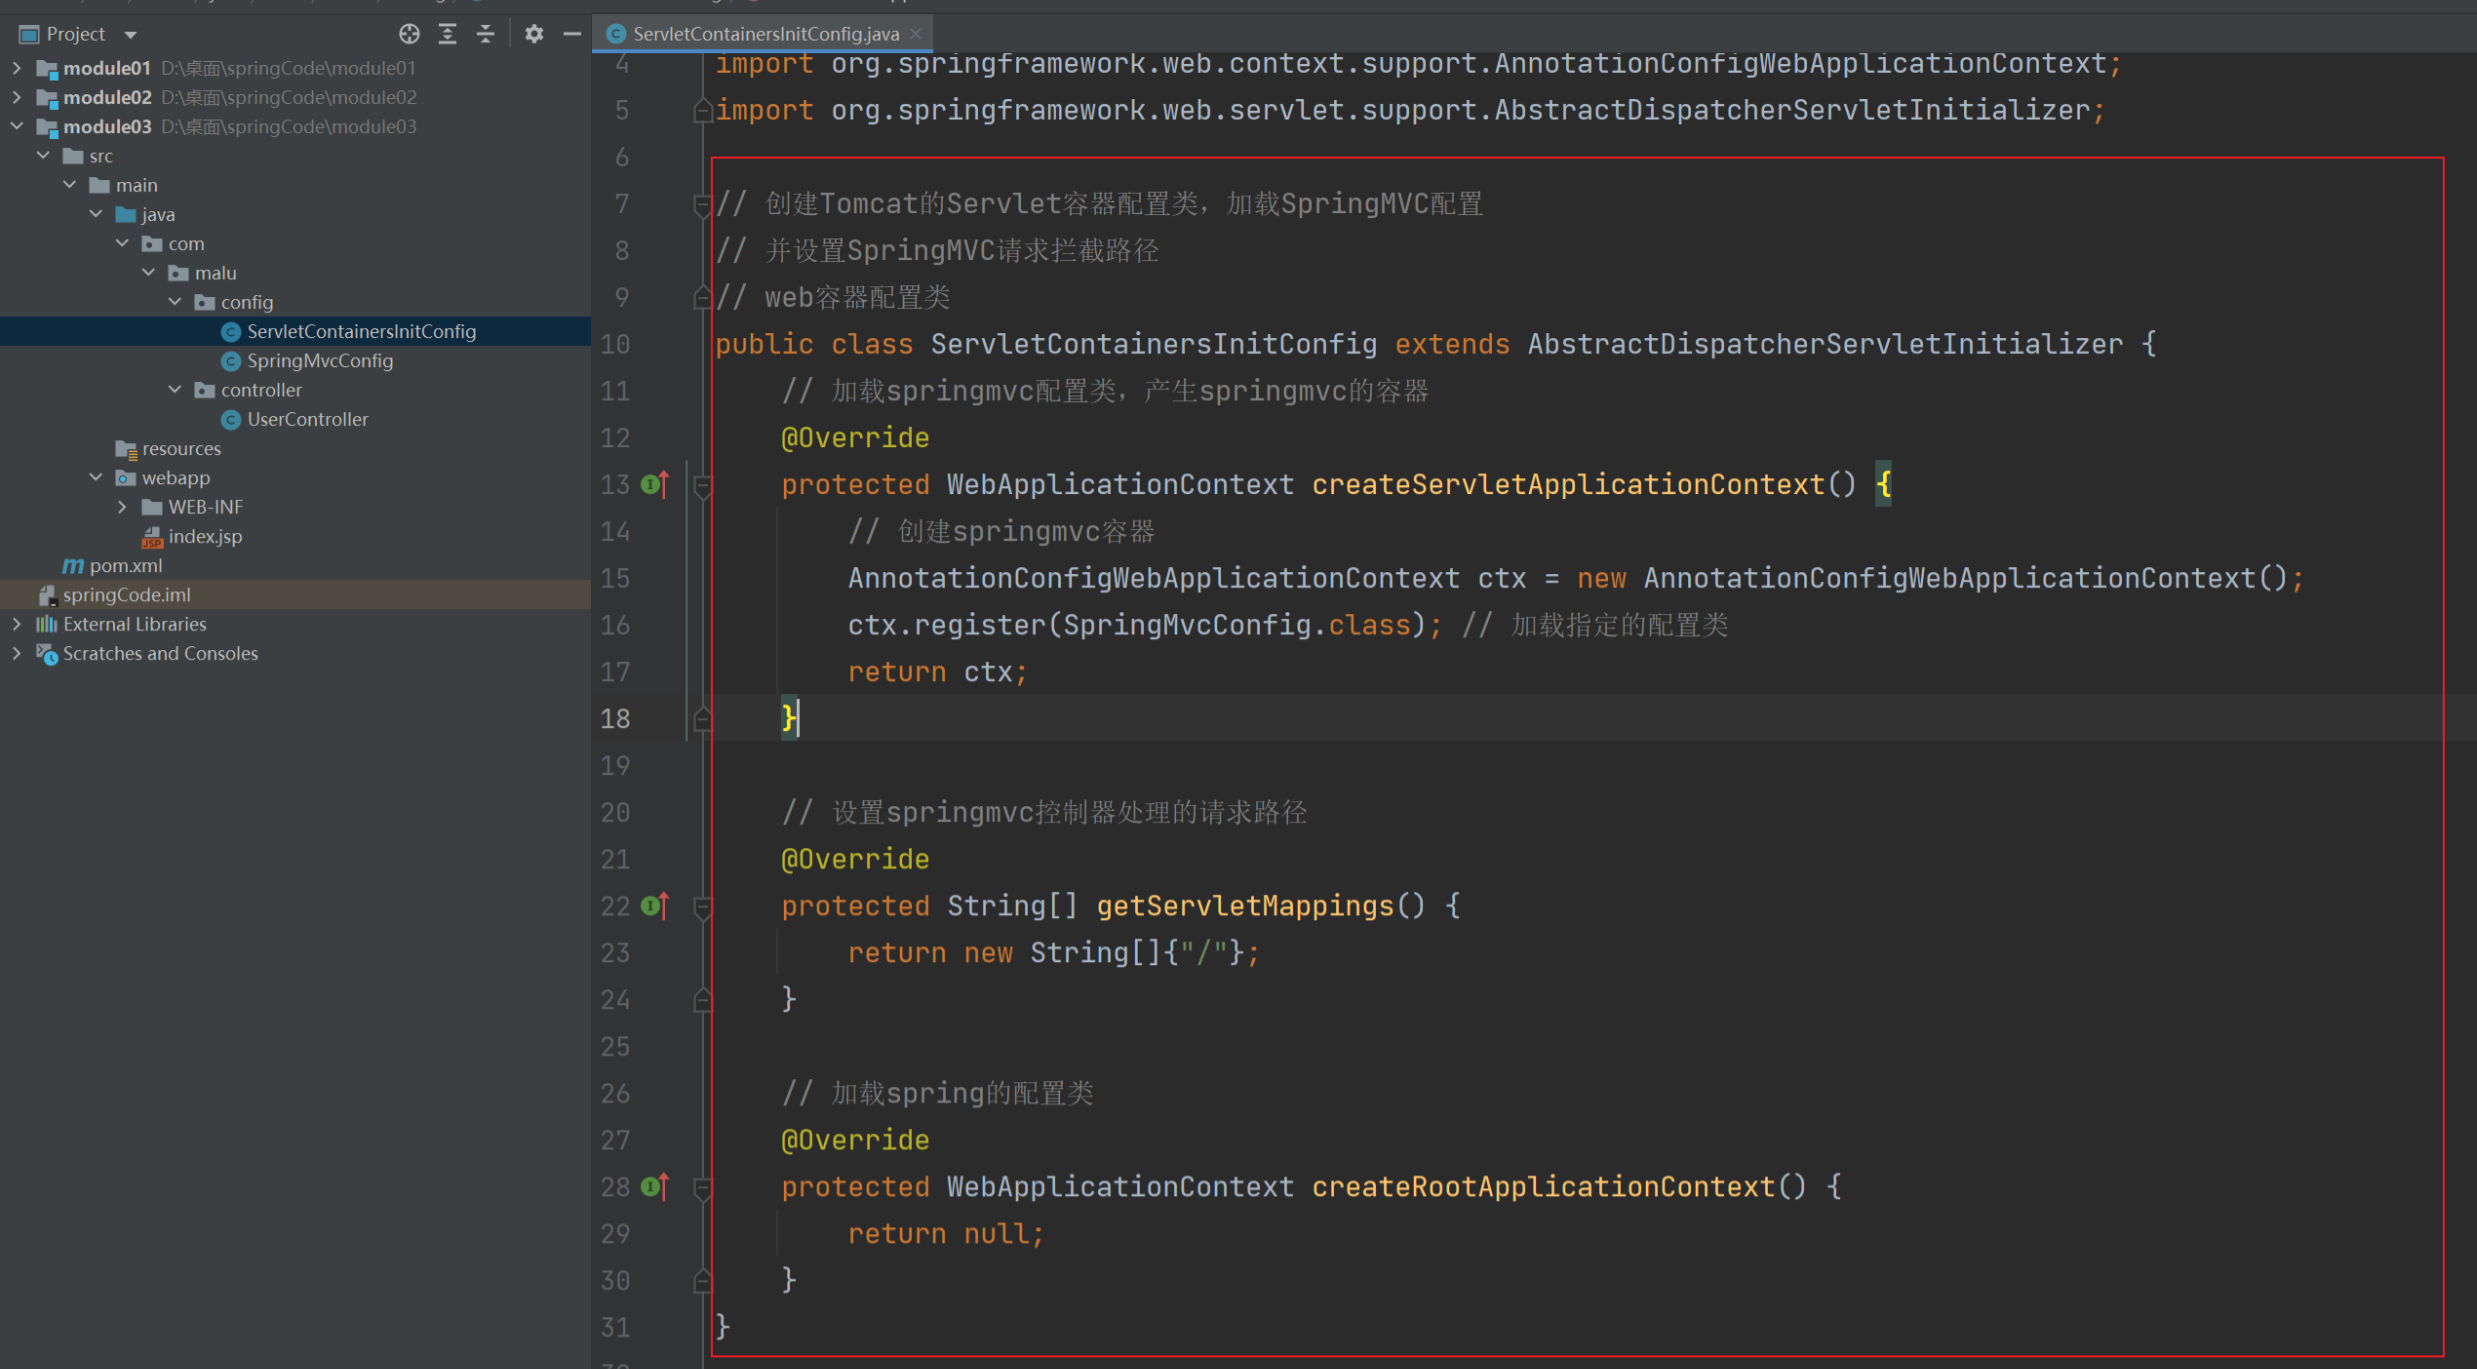 Project
module01 D:\桌面\springCode\module01
module02 D:\桌面\springCode\module02
module03 D:\桌面\springCode\module03
src
main
java
com
malu
config
ServletContainersInitConfig
SpringMvcConfig
controller
UserController
resources
webapp
WEB-INF
index.jsp
pom.xml
springCode.iml
External Libraries
Scratches and Consoles
ServletContainersInitConfig.java
4 import org.springframework.web.context.support.AnnotationConfigWebApplicationContext;
5 import org.springframework.web.servlet.support.AbstractDispatcherServletInitializer;
6
7 // 创建Tomcat的Servlet容器配置类，加载SpringMVC配置
8 // 并设置SpringMVC请求拦截路径
9 // web容器配置类
10 public class ServletContainersInitConfig extends AbstractDispatcherServletInitializer {
11 // 加载springmvc配置类，产生springmvc的容器
12 @Override
13 protected WebApplicationContext createServletApplicationContext() {
14 // 创建springmvc容器
15 AnnotationConfigWebApplicationContext ctx = new AnnotationConfigWebApplicationContext();
16 ctx.register(SpringMvcConfig.class); // 加载指定的配置类
17 return ctx;
18 }
19
20 // 设置springmvc控制器处理的请求路径
21 @Override
22 protected String[] getServletMappings() {
23 return new String[]{"/"};
24 }
25
26 // 加载spring的配置类
27 @Override
28 protected WebApplicationContext createRootApplicationContext() {
29 return null;
30 }
31 }